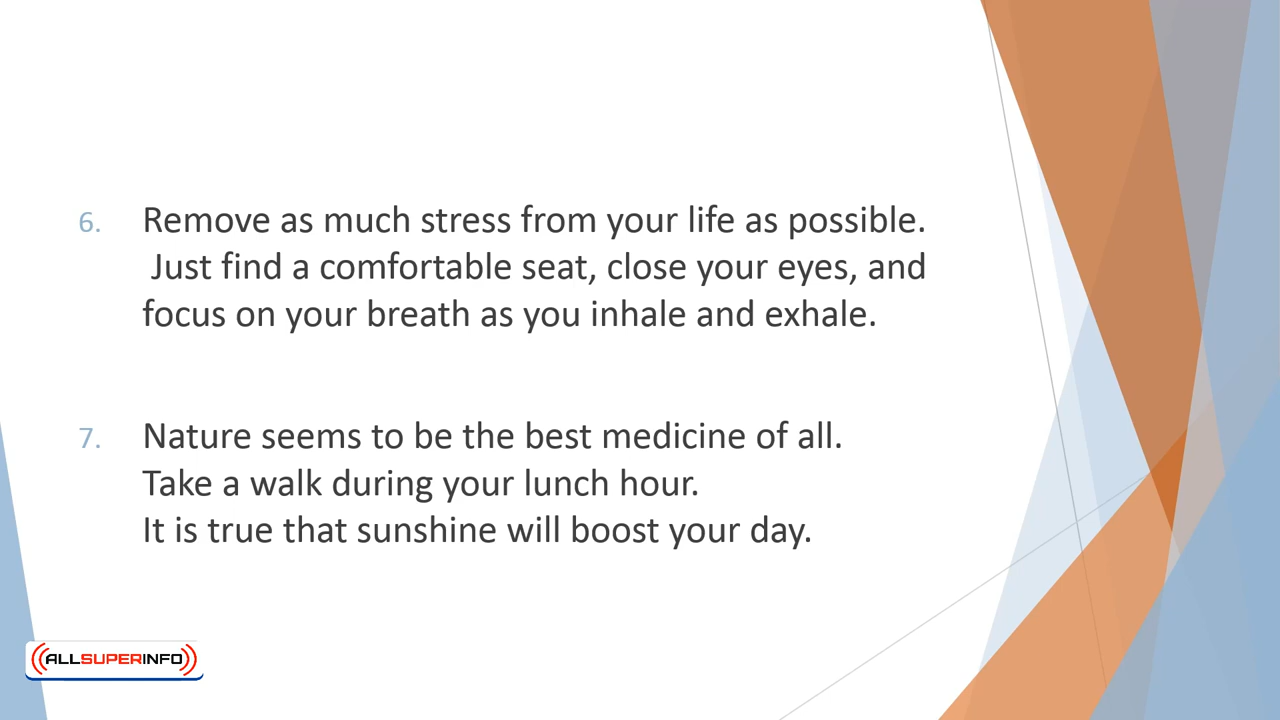 6. Remove as much stress from your life as possible.
Just find a comfortable seat, close your eyes, and
focus on your breath as you inhale and exhale.
7. Nature seems to be the best medicine of all.
Take a walk during your lunch hour.
It is true that sunshine will boost your day.
ALLSUPERINFO